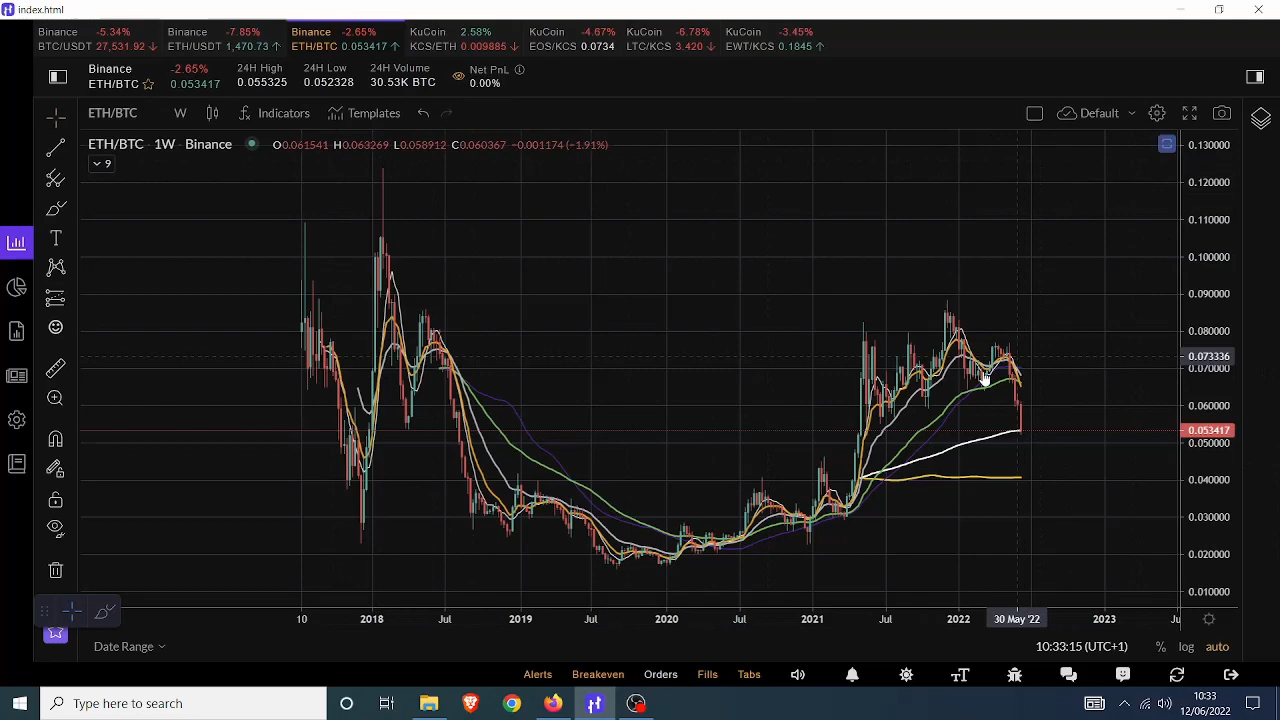 index.html
Binance -5.34%
BTC/USDT 27,531.92 ↓
Binance -7.85%
ETH/USDT 1,470.73 ↑
Binance -2.65%
ETH/BTC 0.053417 ↑
KuCoin 2.58%
KCS/ETH 0.009885 ↓
KuCoin -4.67%
EOS/KCS 0.0734
KuCoin -6.78%
LTC/KCS 3.420 ↓
KuCoin -3.45%
EWT/KCS 0.1845 ↑
Binance
ETH/BTC
-2.65%
0.053417
24H High
0.055325
24H Low
0.052328
24H Volume
30.53K BTC
Net PnL
0.00%
ETH/BTC W Indicators Templates Default
ETH/BTC · 1W · Binance O0.061541 H0.063269 L0.058912 C0.060367 −0.001174 (−1.91%)
9
0.130000
0.120000
0.110000
0.100000
0.090000
0.080000
0.073336
0.070000
0.060000
0.053417
0.050000
0.040000
0.030000
0.020000
0.010000
10 2018 Jul 2019 Jul 2020 Jul 2021 Jul 2022 30 May '22 2023 Ju
Date Range 10:33:15 (UTC+1) % log auto
Alerts Breakeven Orders Fills Tabs
Type here to search
10:33
12/06/2022